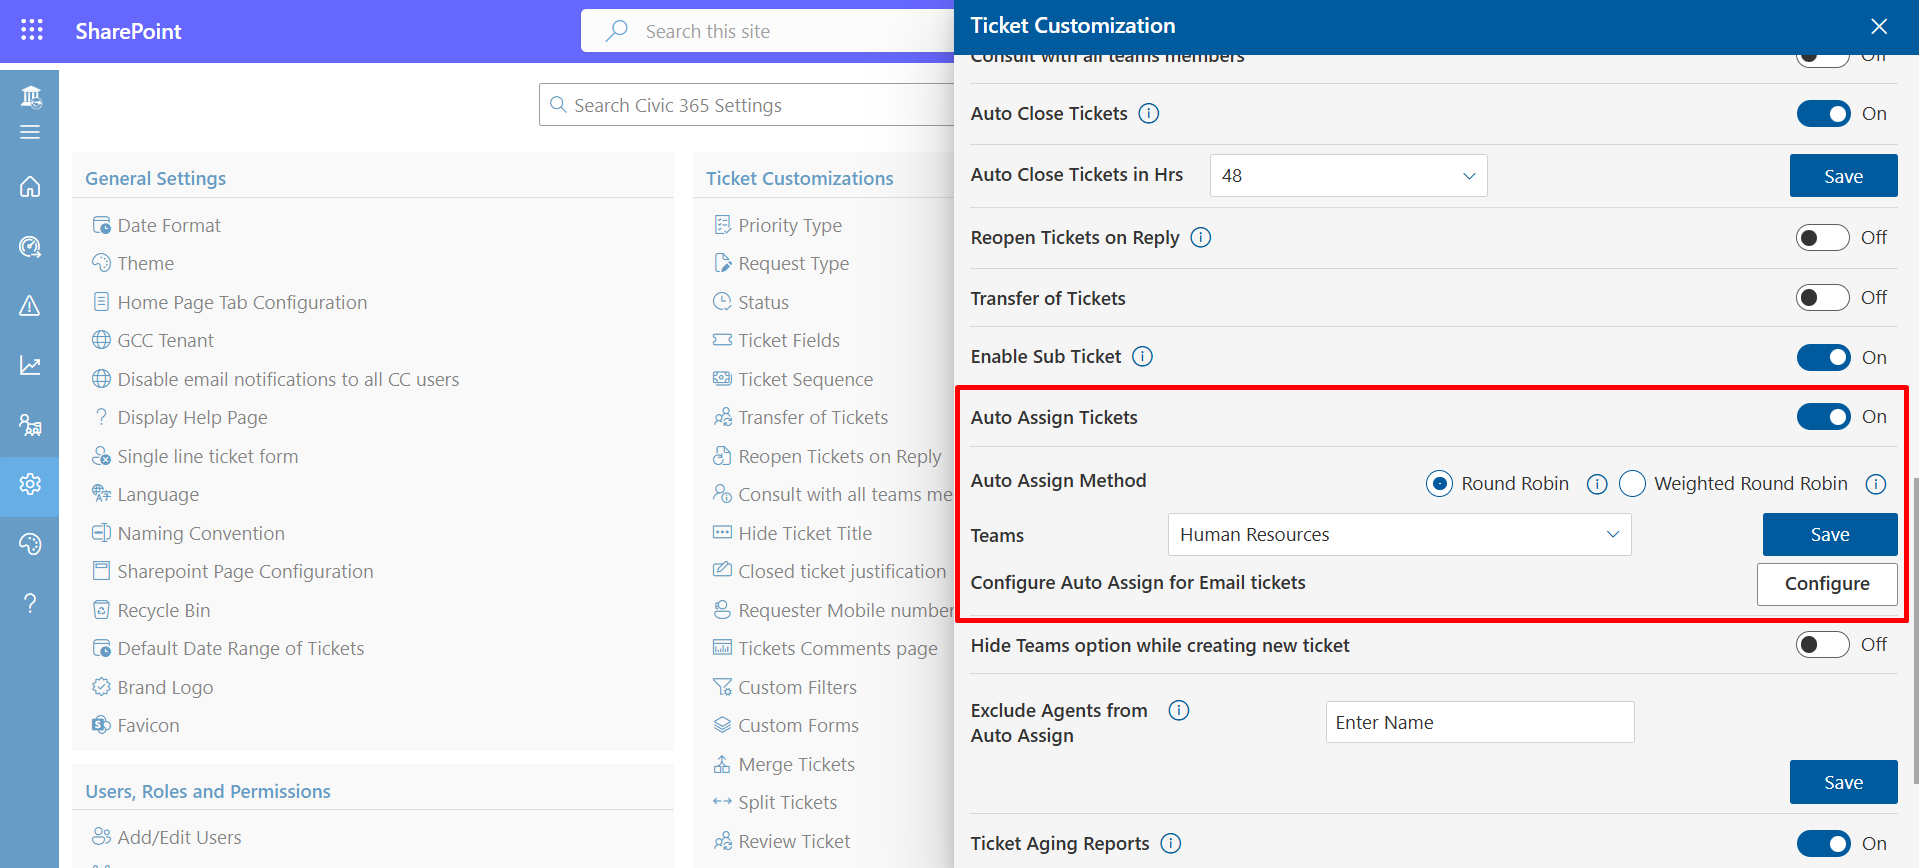 SharePoint
Search this site
Search Civic 365 Settings
General Settings
Date Format
Theme
Home Page Tab Configuration
GCC Tenant
Disable email notifications to all CC users
Display Help Page
Single line ticket form
Language
Naming Convention
Sharepoint Page Configuration
Recycle Bin
Default Date Range of Tickets
Brand Logo
Favicon
Users, Roles and Permissions
Add/Edit Users
Ticket Customizations
Priority Type
Request Type
Status
Ticket Fields
Ticket Sequence
Transfer of Tickets
Reopen Tickets on Reply
Consult with all teams me
Hide Ticket Title
Closed ticket justification
Requester Mobile number
Tickets Comments page
Custom Filters
Custom Forms
Merge Tickets
Split Tickets
Review Ticket
Ticket Customization
Consult with all teams members Off
Auto Close Tickets On
Auto Close Tickets in Hrs 48 Save
Reopen Tickets on Reply Off
Transfer of Tickets Off
Enable Sub Ticket On
Auto Assign Tickets On
Auto Assign Method Round Robin Weighted Round Robin
Teams Human Resources Save
Configure Auto Assign for Email tickets Configure
Hide Teams option while creating new ticket Off
Exclude Agents from
Auto Assign
Enter Name
Save
Ticket Aging Reports On